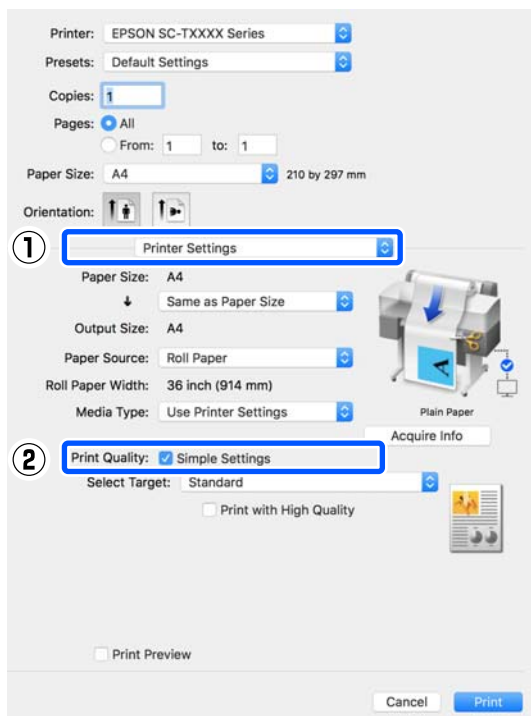 Printer: EPSON SC-TXXXX Series
Presets: Default Settings
Copies: 1
Pages: All
From: 1 to: 1
Paper Size: A4 210 by 297 mm
Orientation:
1 Printer Settings
Paper Size: A4
Same as Paper Size
Output Size: A4
Paper Source: Roll Paper
Roll Paper Width: 36 inch (914 mm)
Media Type: Use Printer Settings Plain Paper
Acquire Info
2 Print Quality: Simple Settings
Select Target: Standard
Print with High Quality
Print Preview
Cancel Print